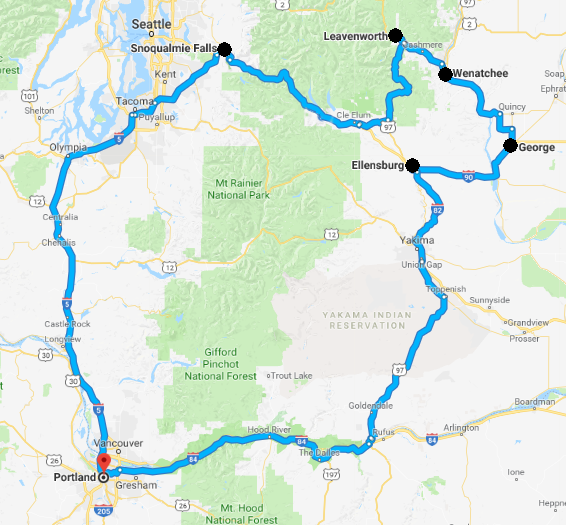 Seattle
Snoqualmie Falls
Leavenworth
Cashmere
Wenatchee
Kent
101
Shelton
Tacoma
Puyallup
5
Cle Elum
97
2
Quincy
Soap
Ephrat
George
Olympia
Ellensburg
90
Mt Rainier
National Park
82
Centralia
Chehalis
12
12
Yakima
Union Gap
12
Toppenish
Sunnyside
5
YAKAMA INDIAN
RESERVATION
Grandview
Prosser
Castle Rock
Longview
30
30
Gifford
Pinchot
National Forest
Trout Lake
97
5
Goldendale
Boardman
Vancouver
Hood River
84
Rufus
84
Arlington
The Dalles
84
26
Portland
Gresham
197
Ione
205
26
Mt. Hood
National Forest
Hepp